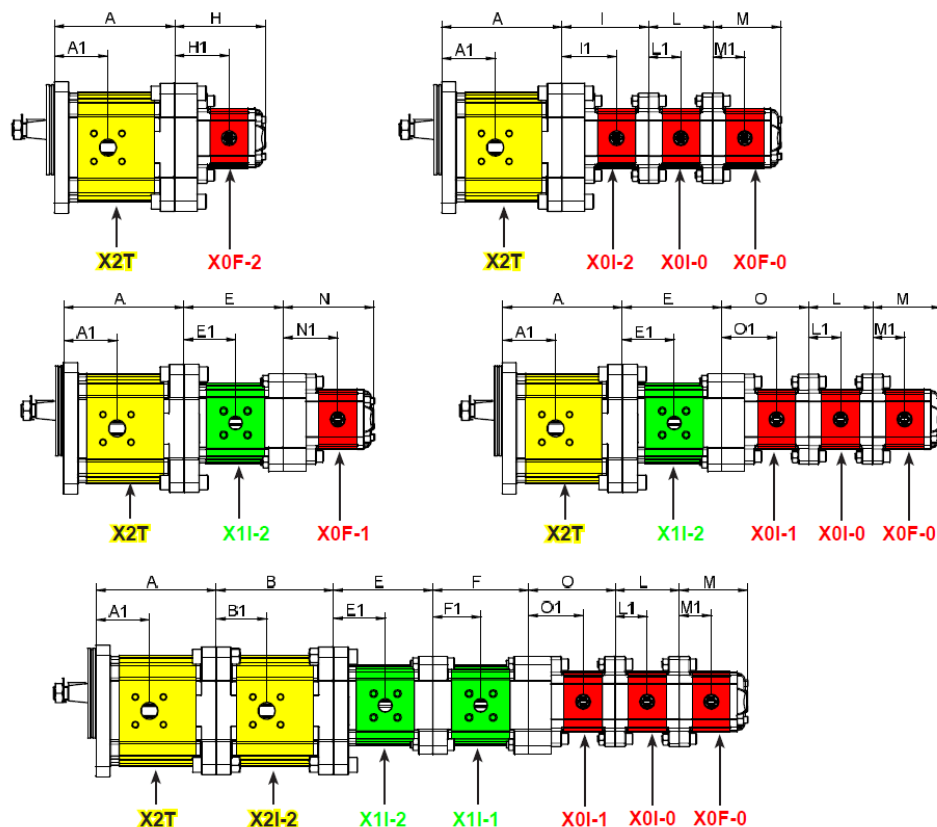 A H
A1 H1
X2T X0F-2
A I L M
A1 I1 L1 M1
X2T X0I-2 X0I-0 X0F-0
A E N
A1 E1 N1
X2T X1I-2 X0F-1
A E O L M
A1 E1 O1 L1 M1
X2T X1I-2 X0I-1 X0I-0 X0F-0
A B E F O L M
A1 B1 E1 F1 O1 L1 M1
X2T X2I-2 X1I-2 X1I-1 X0I-1 X0I-0 X0F-0